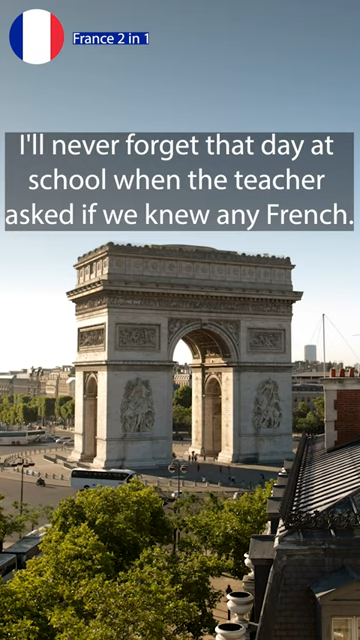 France 2 in 1
I'll never forget that day at
school when the teacher
asked if we knew any French.